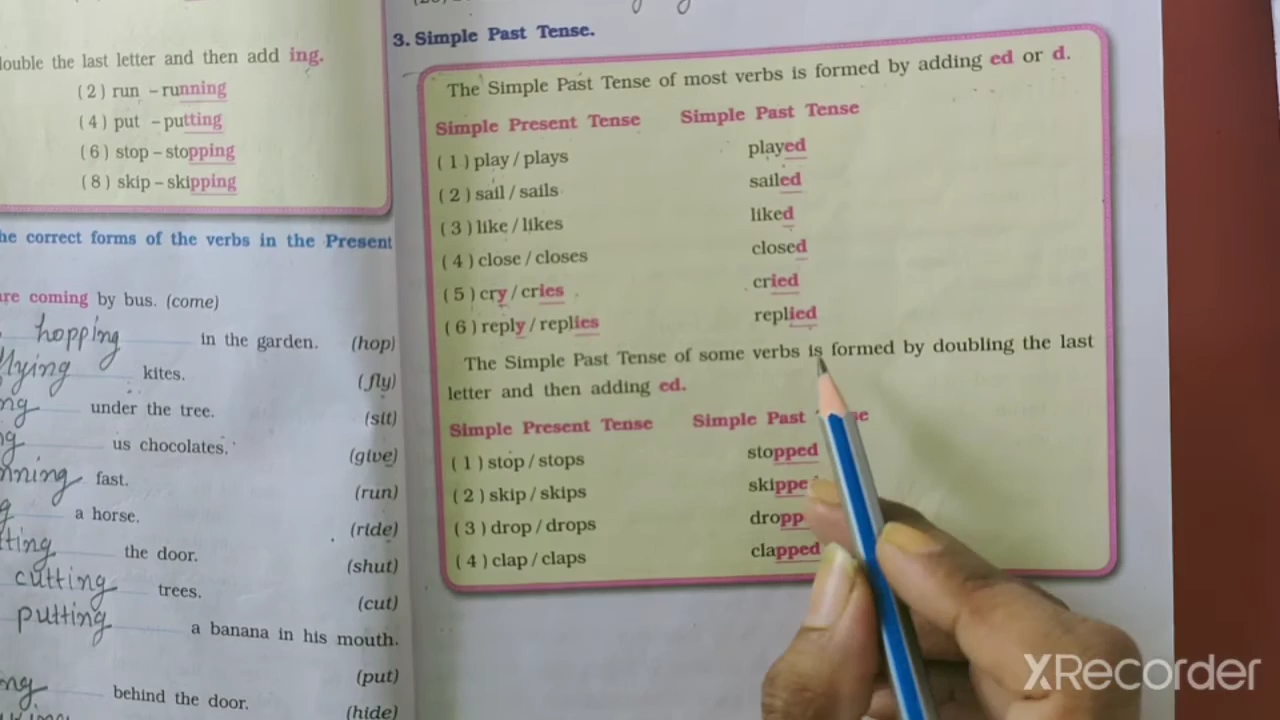 double the last letter and then add ing.
( 2 ) run – running
( 4 ) put – putting
( 6 ) stop – stopping
( 8 ) skip – skipping
the correct forms of the verbs in the Present
are coming by bus. (come)
hopping in the garden. (hop)
flying kites. (fly)
under the tree. (sit)
us chocolates. (give)
fast. (run)
a horse. (ride)
the door. (shut)
cutting trees. (cut)
putting a banana in his mouth.
(put)
behind the door. (hide)
3. Simple Past Tense.
The Simple Past Tense of most verbs is formed by adding ed or d.
Simple Present Tense Simple Past Tense
( 1 ) play / plays played
( 2 ) sail / sails sailed
( 3 ) like / likes liked
( 4 ) close / closes closed
( 5 ) cry / cries cried
( 6 ) reply / replies replied
The Simple Past Tense of some verbs is formed by doubling the last
letter and then adding ed.
Simple Present Tense Simple Past
( 1 ) stop / stops stopped
( 2 ) skip / skips skippe
( 3 ) drop / drops dropp
( 4 ) clap / claps clapped
XRecorder